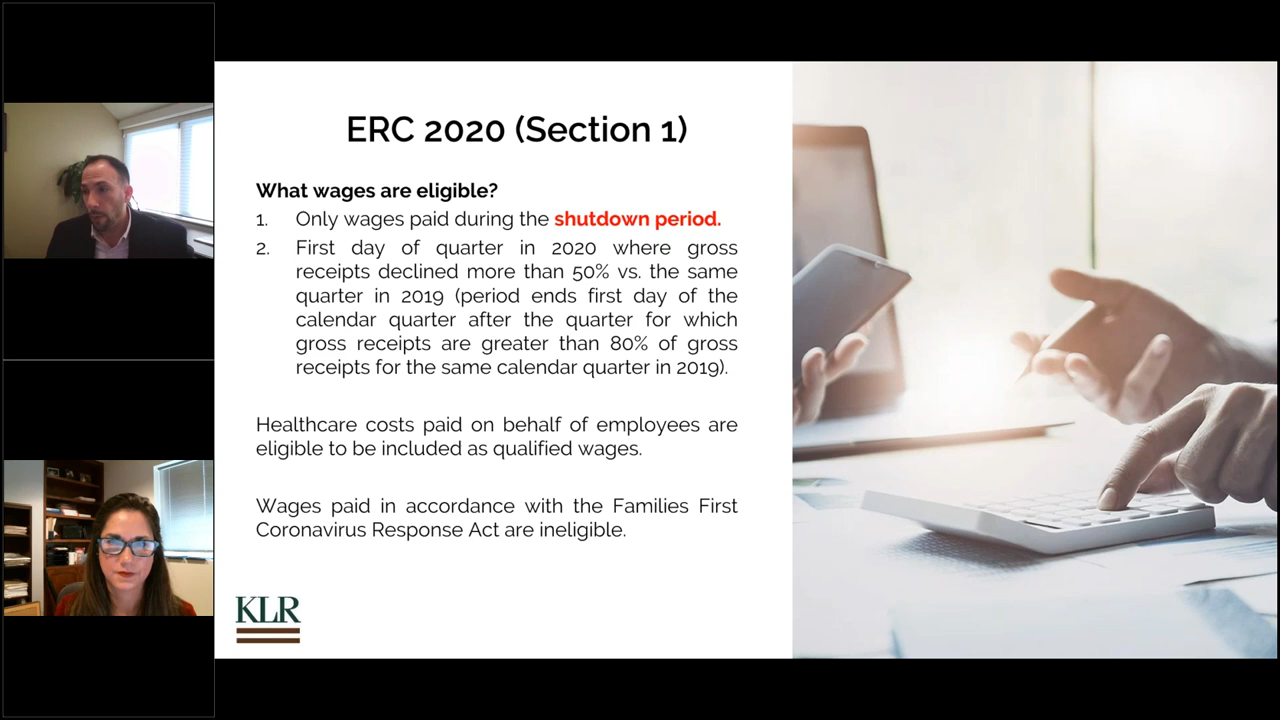 ERC 2020 (Section 1)
What wages are eligible?
1. Only wages paid during the shutdown period.
2. First day of quarter in 2020 where gross
receipts declined more than 50% vs. the same
quarter in 2019 (period ends first day of the
calendar quarter after the quarter for which
gross receipts are greater than 80% of gross
receipts for the same calendar quarter in 2019).
Healthcare costs paid on behalf of employees are
eligible to be included as qualified wages.
Wages paid in accordance with the Families First
Coronavirus Response Act are ineligible.
KLR